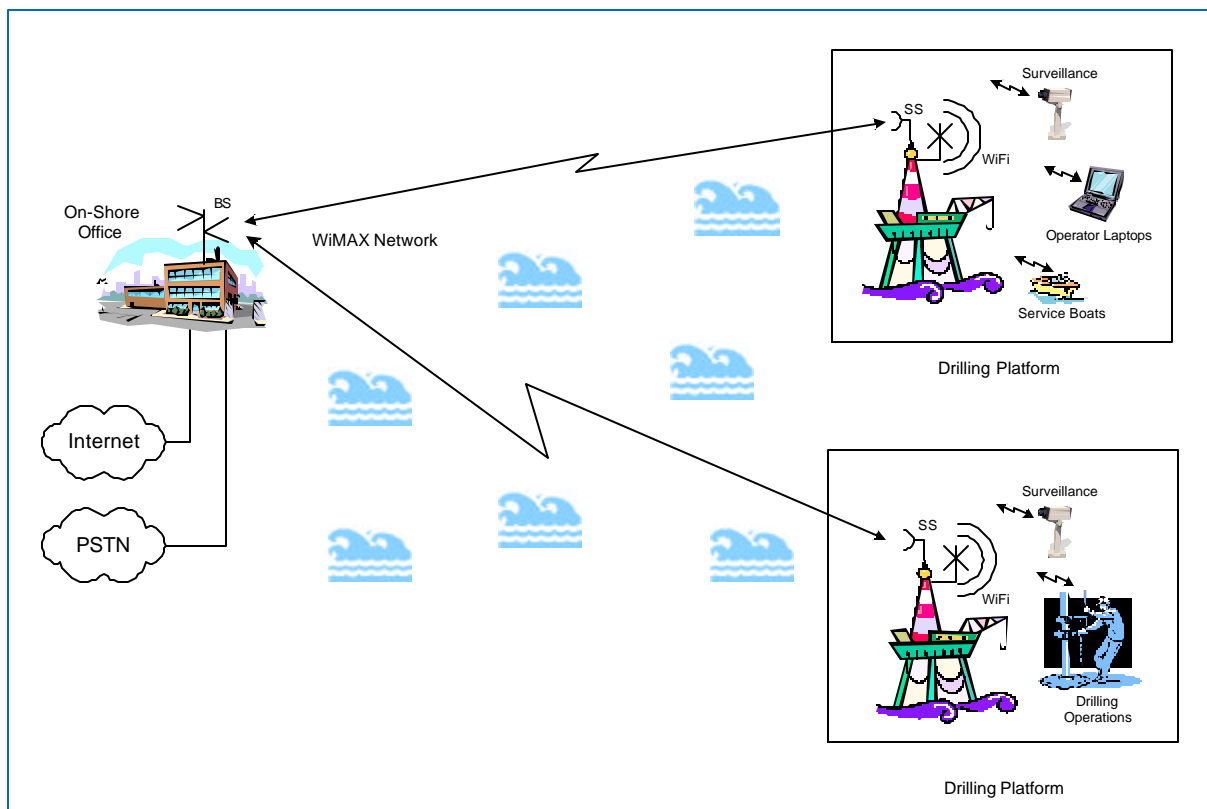 On-Shore
Office
BS
WiMAX Network
Internet
PSTN
SS
WiFi
Surveillance
Operator Laptops
Service Boats
Drilling Platform
SS
WiFi
Surveillance
Drilling
Operations
Drilling Platform